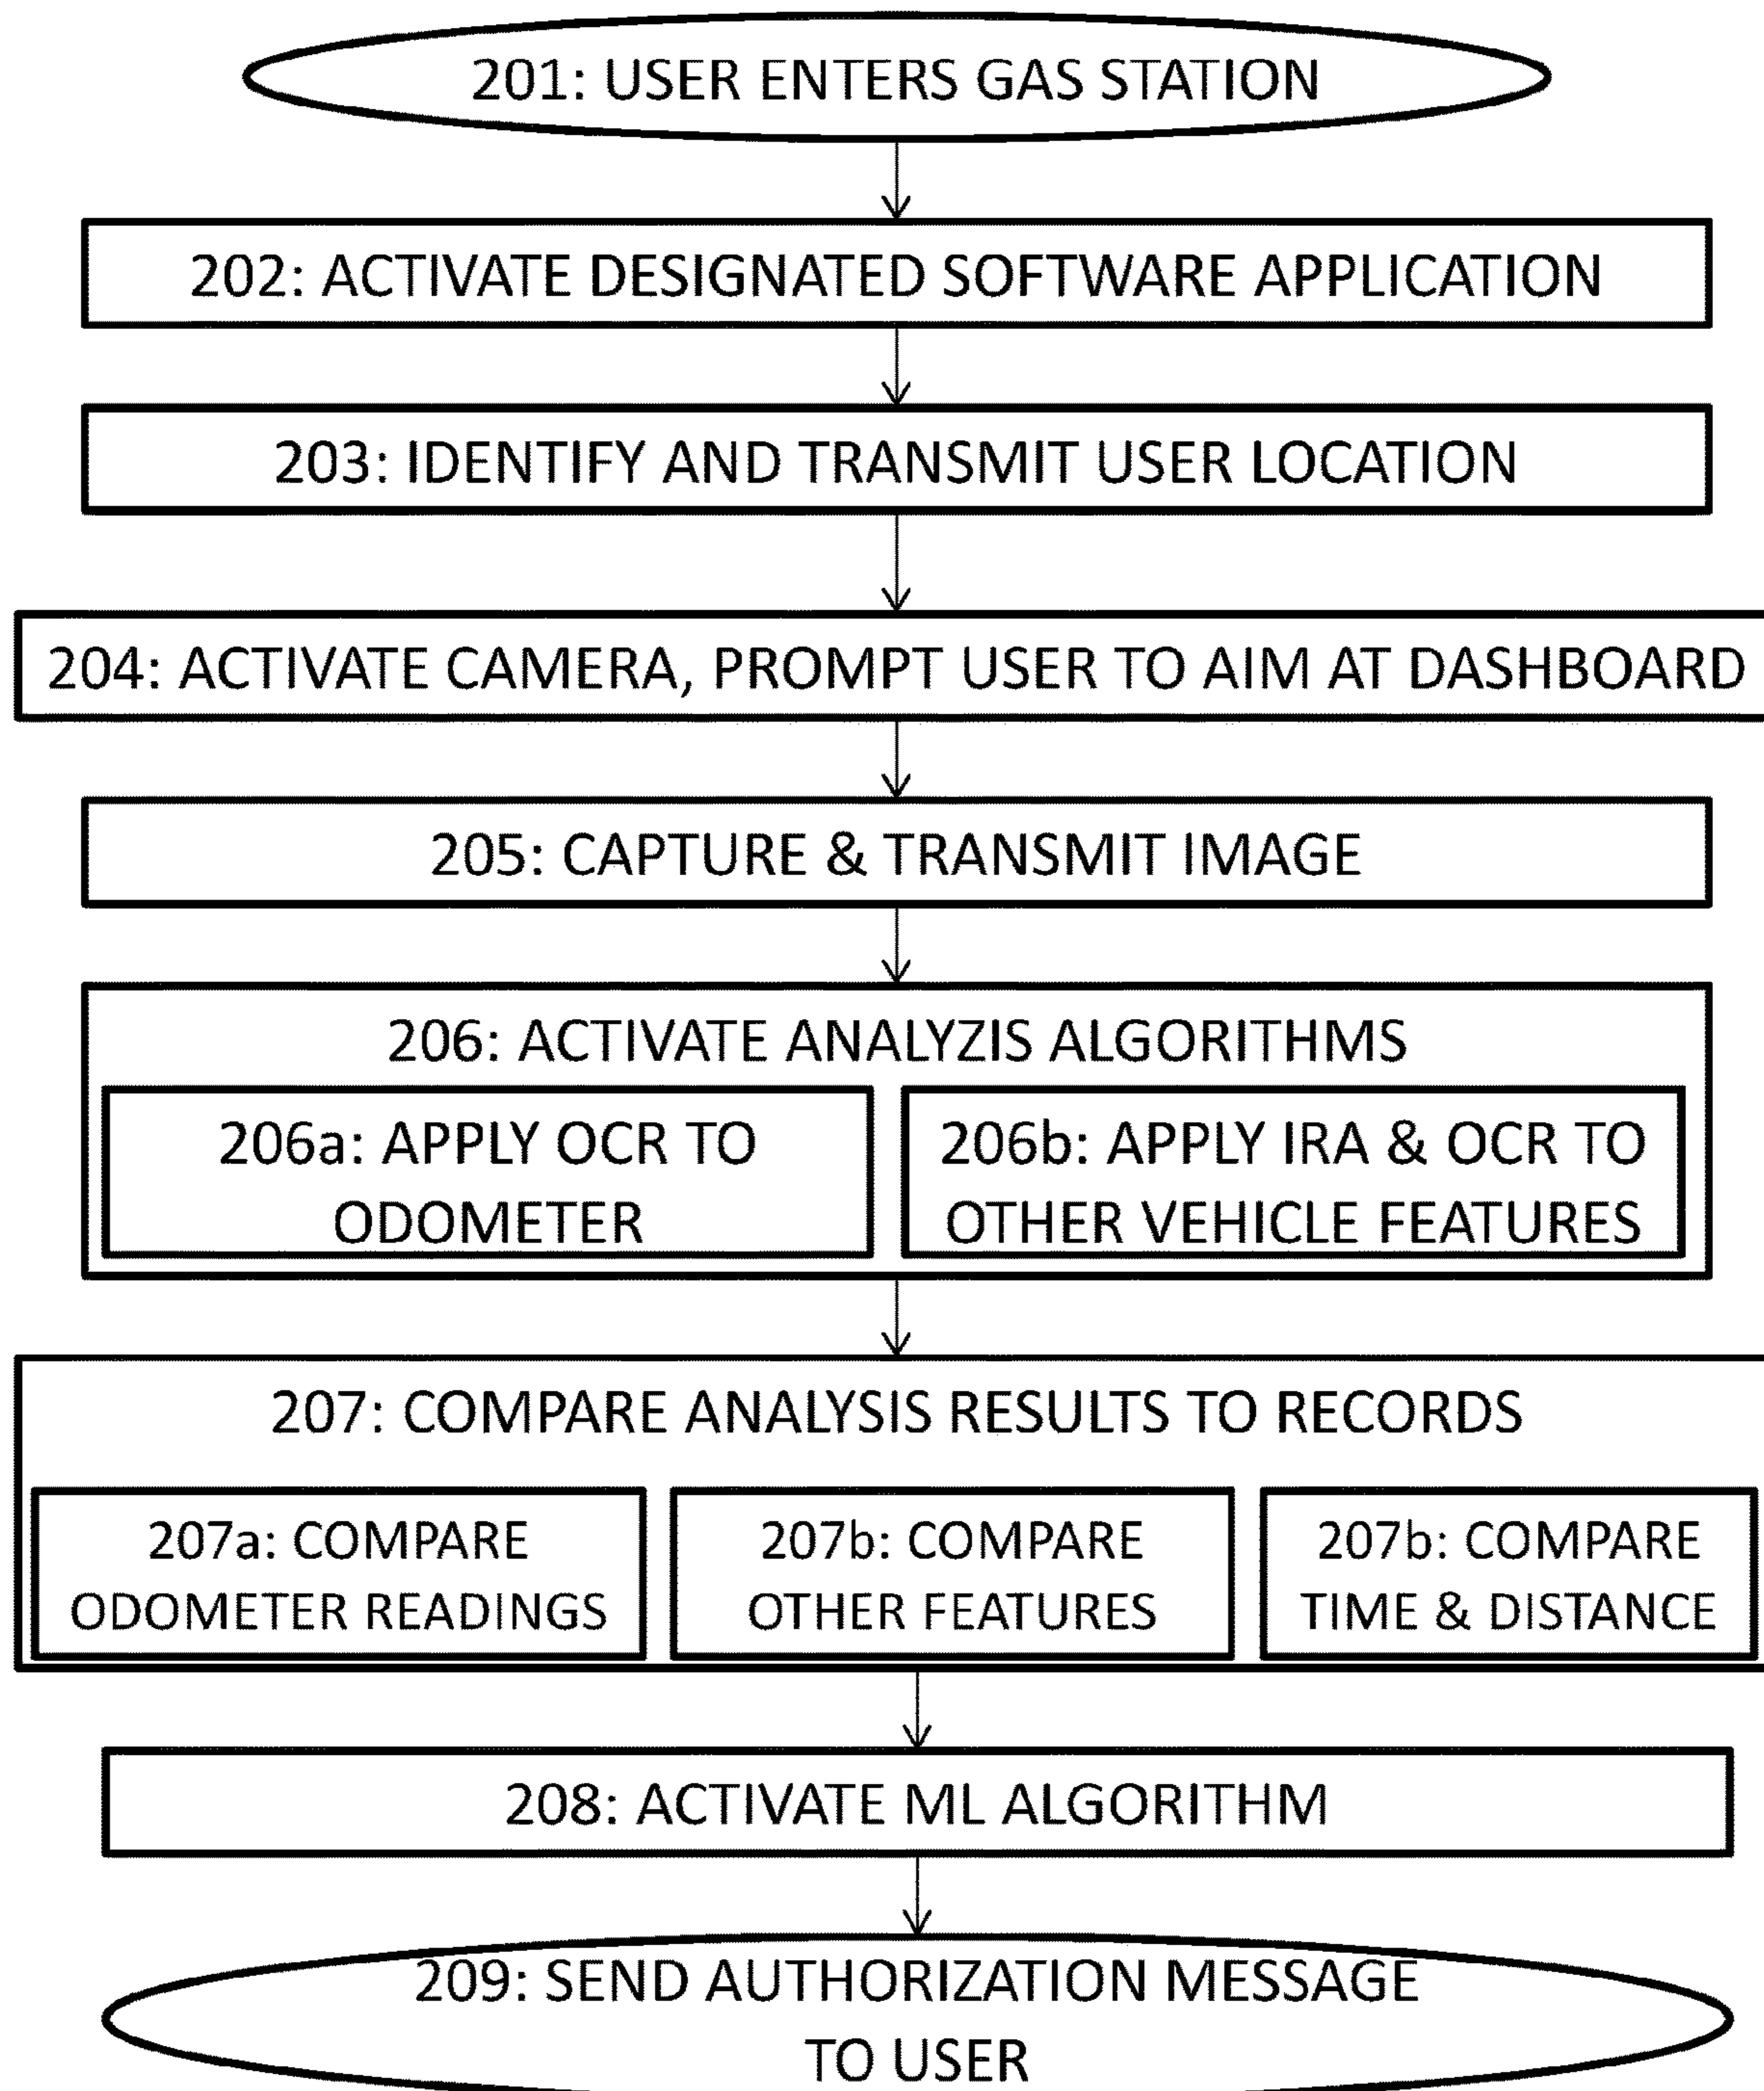 201: USER ENTERS GAS STATION
202: ACTIVATE DESIGNATED SOFTWARE APPLICATION
203: IDENTIFY AND TRANSMIT USER LOCATION
204: ACTIVATE CAMERA, PROMPT USER TO AIM AT DASHBOARD
205: CAPTURE & TRANSMIT IMAGE
206: ACTIVATE ANALYZIS ALGORITHMS
206a: APPLY OCR TO
ODOMETER
206b: APPLY IRA & OCR TO
OTHER VEHICLE FEATURES
207: COMPARE ANALYSIS RESULTS TO RECORDS
207a: COMPARE
ODOMETER READINGS
207b: COMPARE
OTHER FEATURES
207b: COMPARE
TIME & DISTANCE
208: ACTIVATE ML ALGORITHM
209: SEND AUTHORIZATION MESSAGE
TO USER